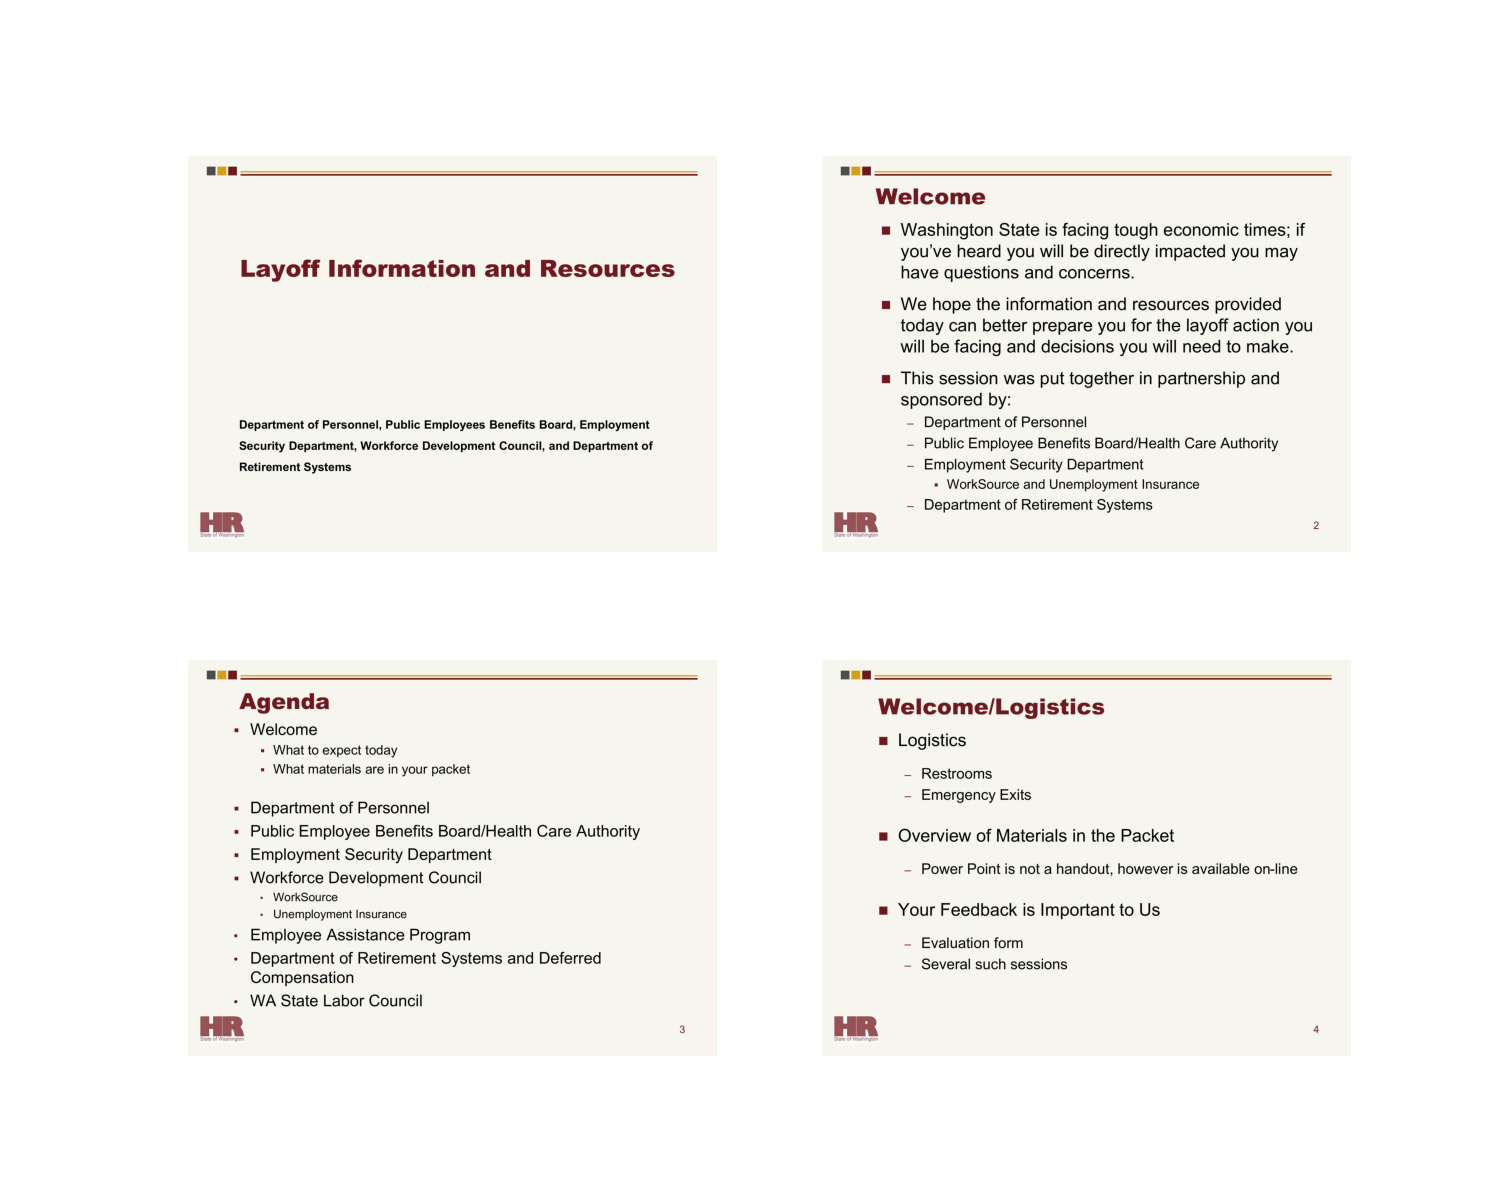 Layoff Information and Resources
Department of Personnel, Public Employees Benefits Board, Employment
Security Department, Workforce Development Council, and Department of
Retirement Systems
HR
State of Washington
Welcome
■ Washington State is facing tough economic times; if
you’ve heard you will be directly impacted you may
have questions and concerns.
■ We hope the information and resources provided
today can better prepare you for the layoff action you
will be facing and decisions you will need to make.
■ This session was put together in partnership and
sponsored by:
– Department of Personnel
– Public Employee Benefits Board/Health Care Authority
– Employment Security Department
▪ WorkSource and Unemployment Insurance
– Department of Retirement Systems
HR
State of Washington
2
Agenda
▪ Welcome
▪ What to expect today
▪ What materials are in your packet
▪ Department of Personnel
▪ Public Employee Benefits Board/Health Care Authority
▪ Employment Security Department
▪ Workforce Development Council
• WorkSource
• Unemployment Insurance
• Employee Assistance Program
• Department of Retirement Systems and Deferred
Compensation
• WA State Labor Council
HR
State of Washington
3
Welcome/Logistics
■ Logistics
– Restrooms
– Emergency Exits
■ Overview of Materials in the Packet
– Power Point is not a handout, however is available on-line
■ Your Feedback is Important to Us
– Evaluation form
– Several such sessions
HR
State of Washington
4